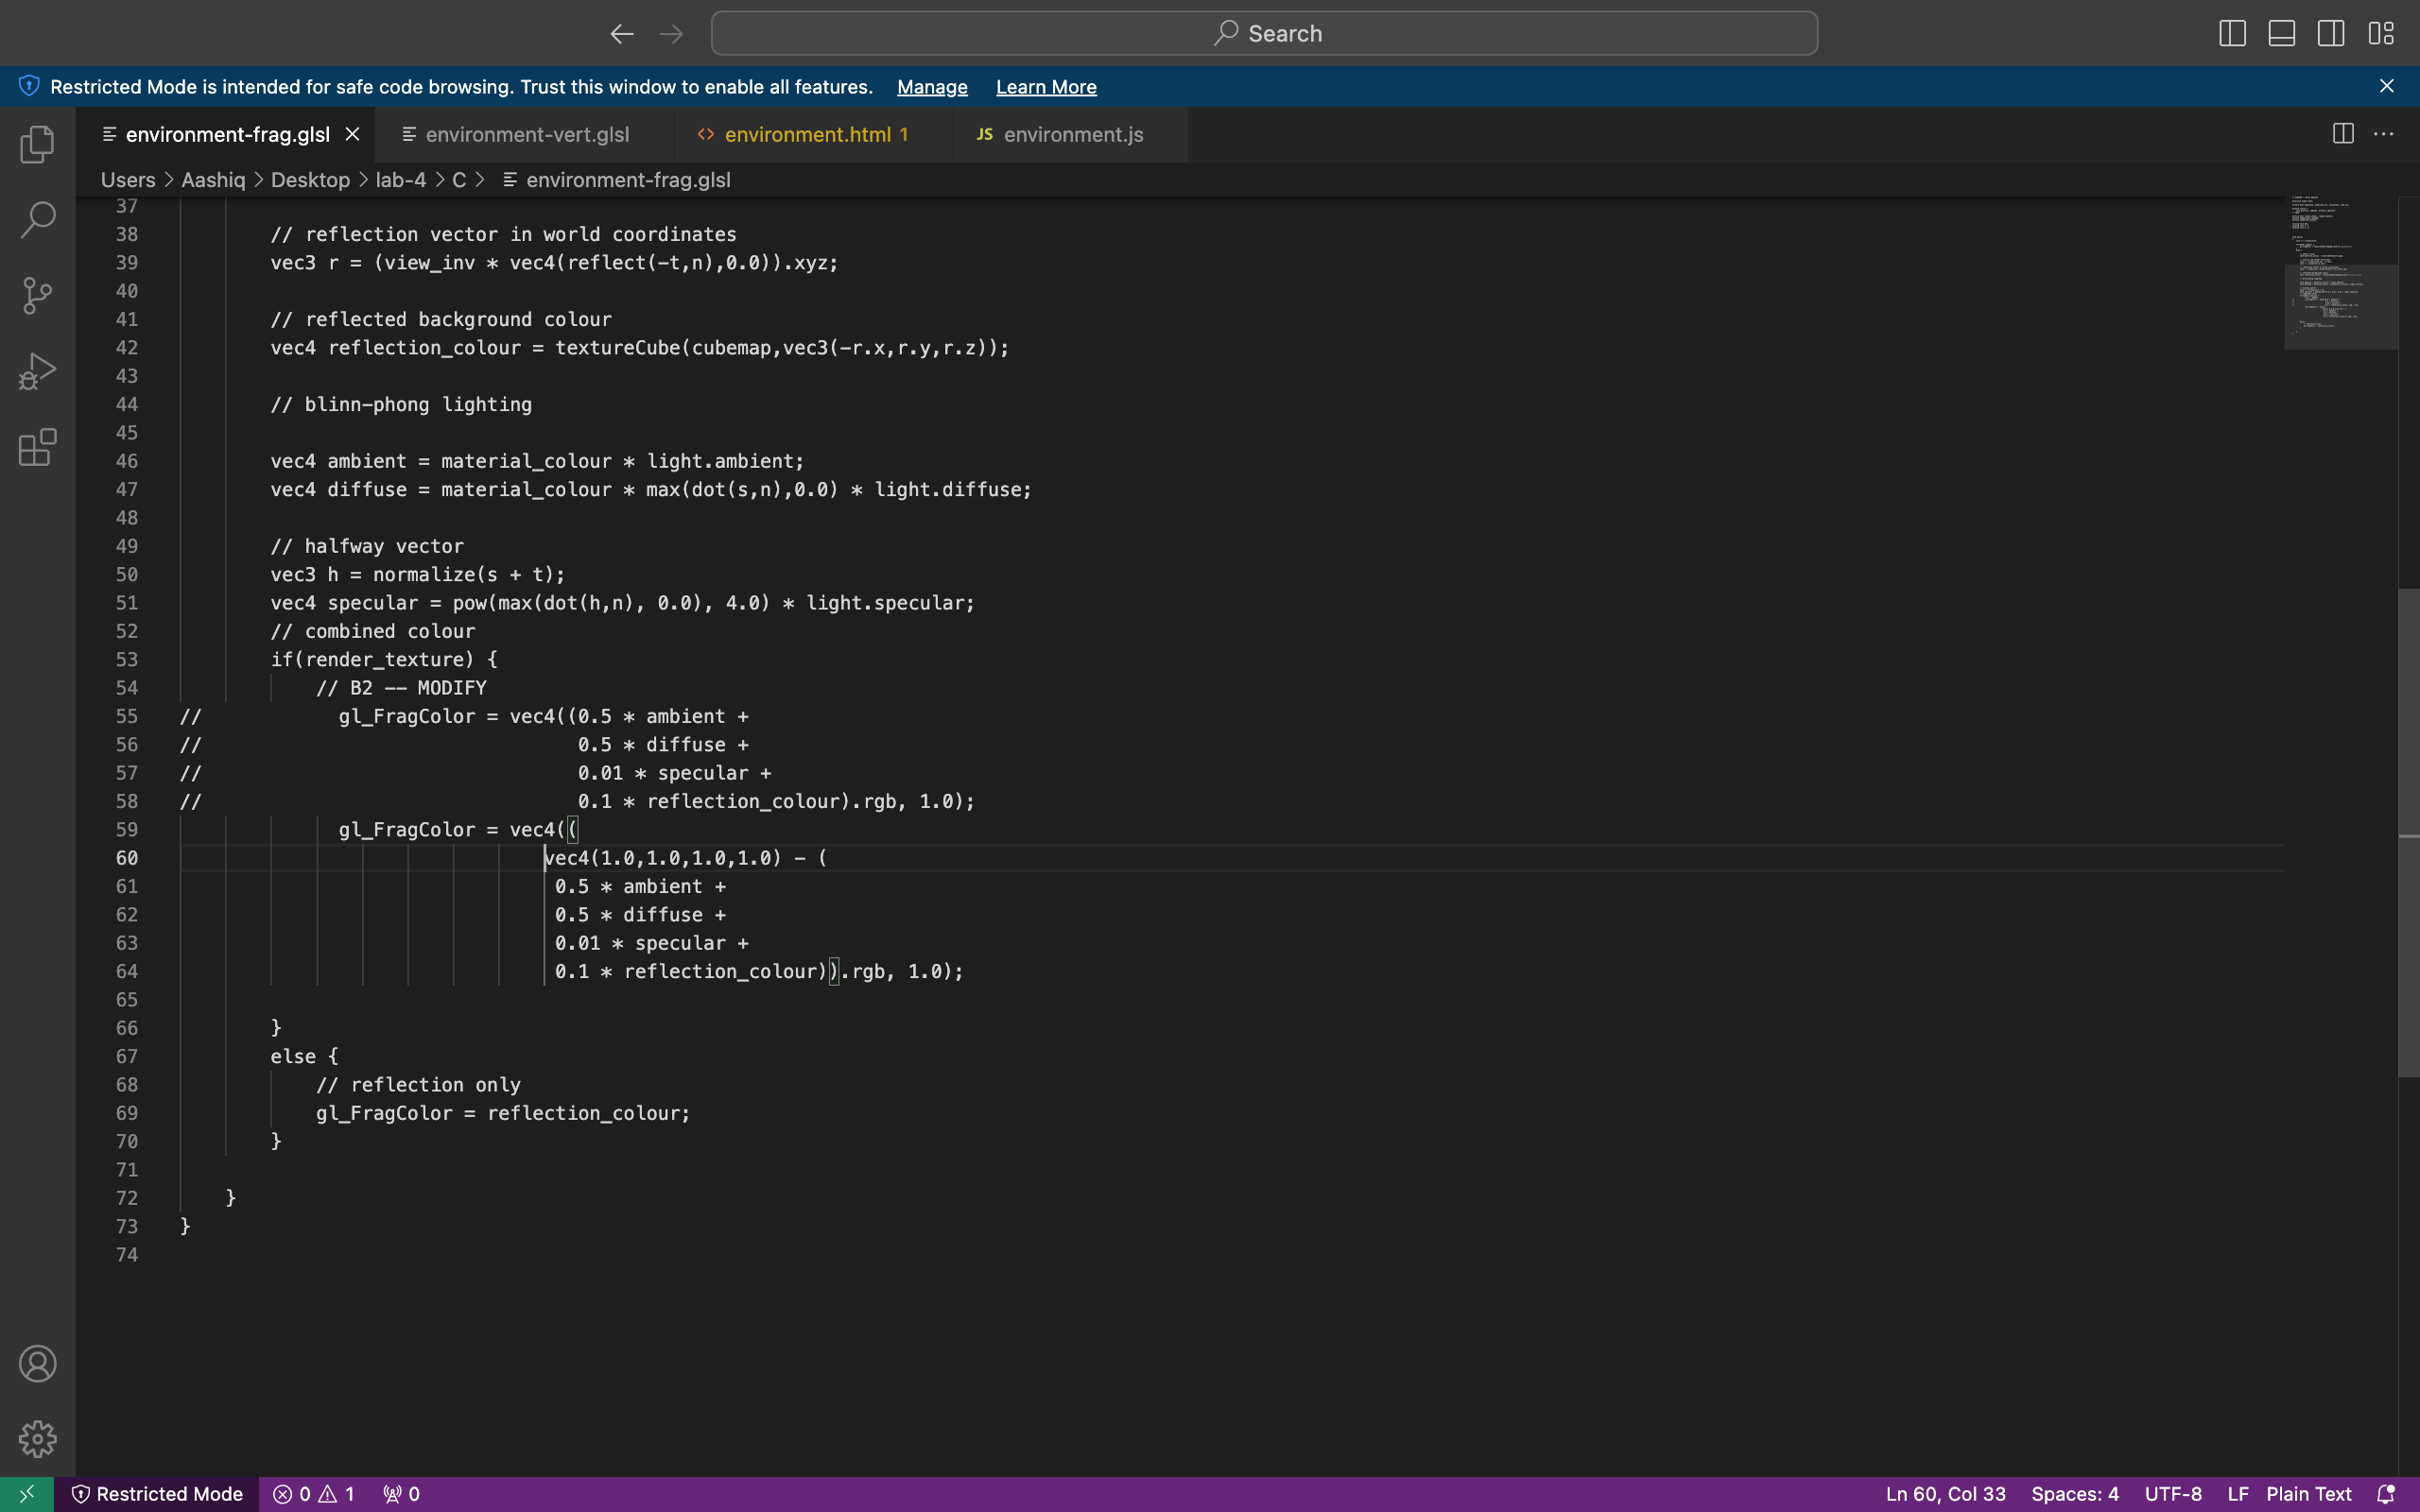 Search
Restricted Mode is intended for safe code browsing. Trust this window to enable all features. Manage Learn More
environment-frag.glsl environment-vert.glsl <> environment.html 1 JS environment.js
Users > Aashiq > Desktop > lab-4 > C > environment-frag.glsl
37
38 // reflection vector in world coordinates
39 vec3 r = (view_inv * vec4(reflect(-t,n),0.0)).xyz;
40
41 // reflected background colour
42 vec4 reflection_colour = textureCube(cubemap,vec3(-r.x,r.y,r.z));
43
44 // blinn-phong lighting
45
46 vec4 ambient = material_colour * light.ambient;
47 vec4 diffuse = material_colour * max(dot(s,n),0.0) * light.diffuse;
48
49 // halfway vector
50 vec3 h = normalize(s + t);
51 vec4 specular = pow(max(dot(h,n), 0.0), 4.0) * light.specular;
52 // combined colour
53 if(render_texture) {
54 // B2 -- MODIFY
55 // gl_FragColor = vec4((0.5 * ambient +
56 // 0.5 * diffuse +
57 // 0.01 * specular +
58 // 0.1 * reflection_colour).rgb, 1.0);
59 gl_FragColor = vec4((
60 vec4(1.0,1.0,1.0,1.0) - (
61 0.5 * ambient +
62 0.5 * diffuse +
63 0.01 * specular +
64 0.1 * reflection_colour)).rgb, 1.0);
65
66 }
67 else {
68 // reflection only
69 gl_FragColor = reflection_colour;
70 }
71
72 }
73 }
74
Restricted Mode 0 1 0 Ln 60, Col 33 Spaces: 4 UTF-8 LF Plain Text